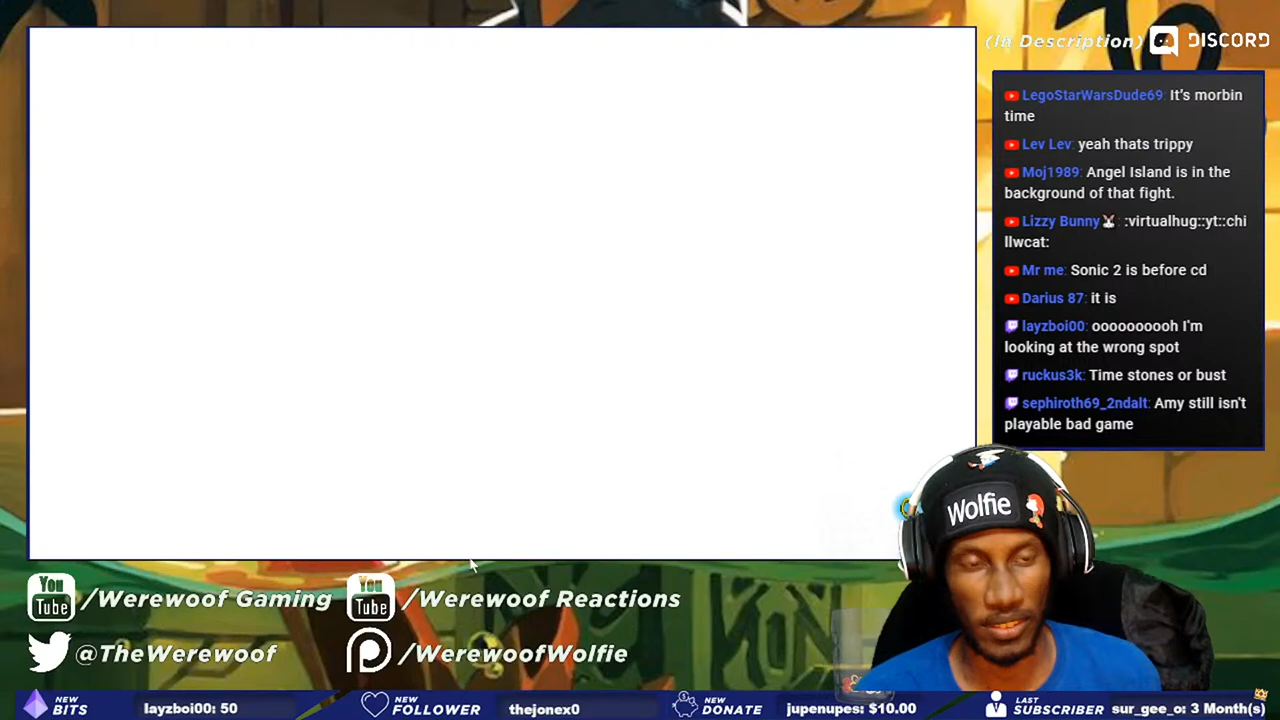 (In Description) DISCORD
LegoStarWarsDude69: It's morbin
time
Lev Lev: yeah thats trippy
Moj1989: Angel Island is in the
background of that fight.
Lizzy Bunny🐰: :virtualhug::yt::chi
llwcat:
Mr me: Sonic 2 is before cd
Darius 87: it is
layzboi00: oooooooooh I'm
looking at the wrong spot
ruckus3k: Time stones or bust
sephiroth69_2ndalt: Amy still isn't
playable bad game
Wolfie
You Tube /Werewoof Gaming
You Tube /Werewoof Reactions
@TheWerewoof
/WerewoofWolfie
NEW BITS layzboi00: 50
NEW FOLLOWER thejonex0
NEW DONATE jupenupes: $10.00
LAST SUBSCRIBER sur_gee_o: 3 Month(s)